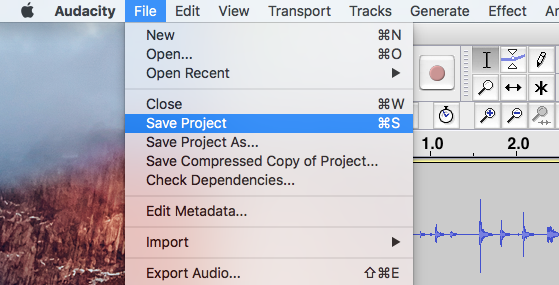 Audacity File Edit View Transport Tracks Generate Effect
New ⌘N
Open... ⌘O
Open Recent
Close ⌘W
Save Project ⌘S
Save Project As...
Save Compressed Copy of Project...
Check Dependencies...
Edit Metadata...
Import
Export Audio... ⇧⌘E
1.0 2.0